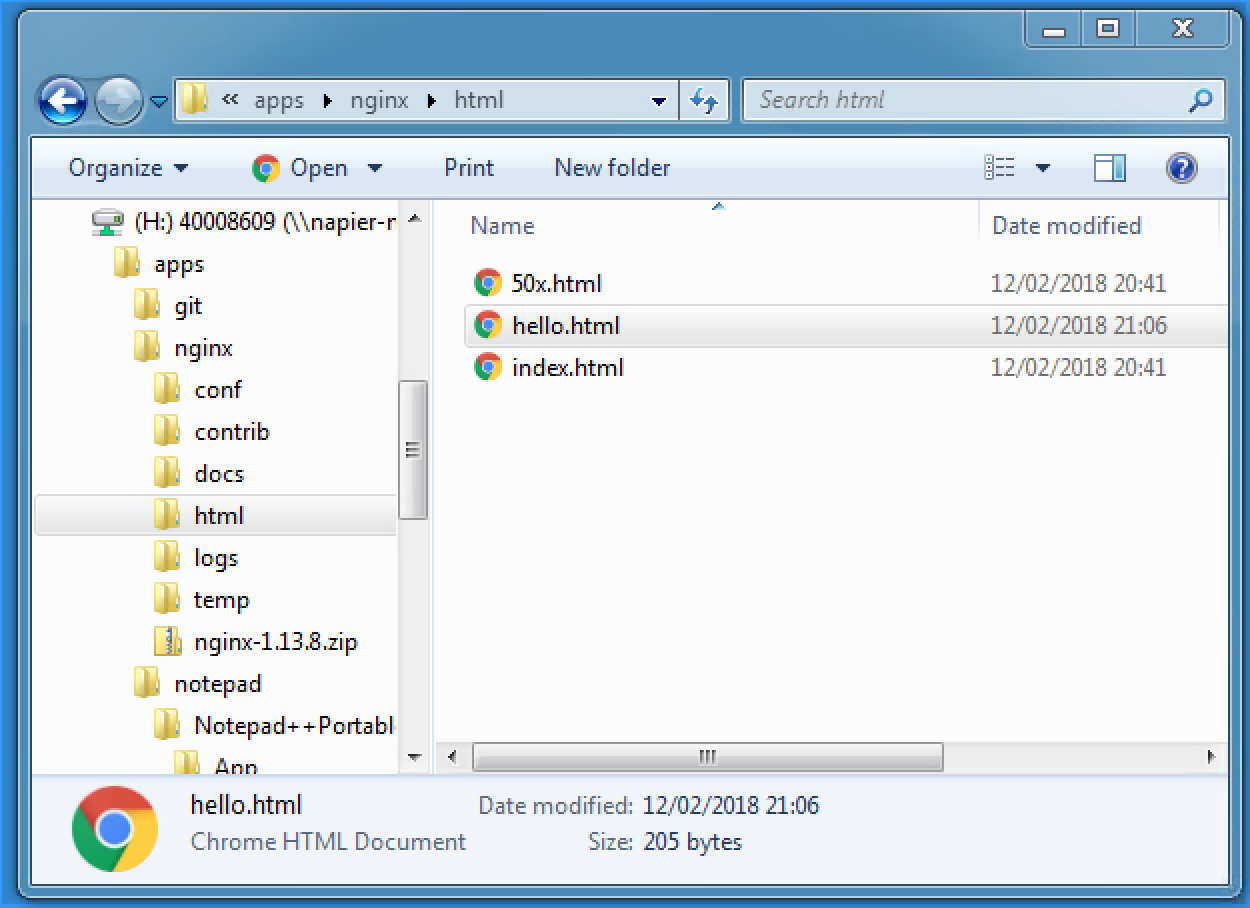 « apps ▸ nginx ▸ html
Search html
Organize Open Print New folder
(H:) 40008609 (\\napier-
apps
git
nginx
conf
contrib
docs
html
logs
temp
nginx-1.13.8.zip
notepad
Notepad++Portabl
App
Name Date modified
50x.html 12/02/2018 20:41
hello.html 12/02/2018 21:06
index.html 12/02/2018 20:41
hello.html Date modified: 12/02/2018 21:06
Chrome HTML Document Size: 205 bytes